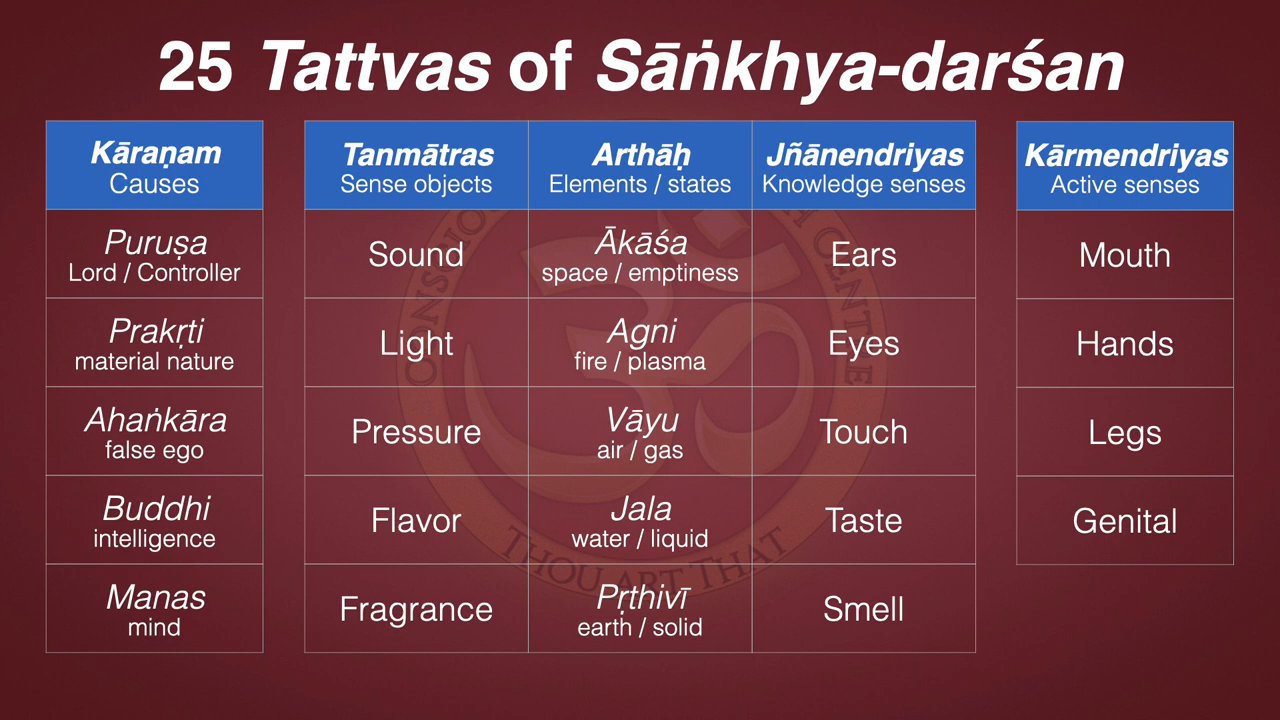 25 Tattvas of Sāṅkhya-darśan
Kāraṇam
Causes
Puruṣa
Lord / Controller
Prakṛti
material nature
Ahaṅkāra
false ego
Buddhi
intelligence
Manas
mind
Tanmātras
Sense objects
Arthāḥ
Elements / states
Jñānendriyas
Knowledge senses
Sound
Ākāśa
space / emptiness
Ears
Light
Agni
fire / plasma
Eyes
Pressure
Vāyu
air / gas
Touch
Flavor
Jala
water / liquid
Taste
Fragrance
Pṛthivī
earth / solid
Smell
Kārmendriyas
Active senses
Mouth
Hands
Legs
Genital
ॐ
THOU ART THAT
CENTRE